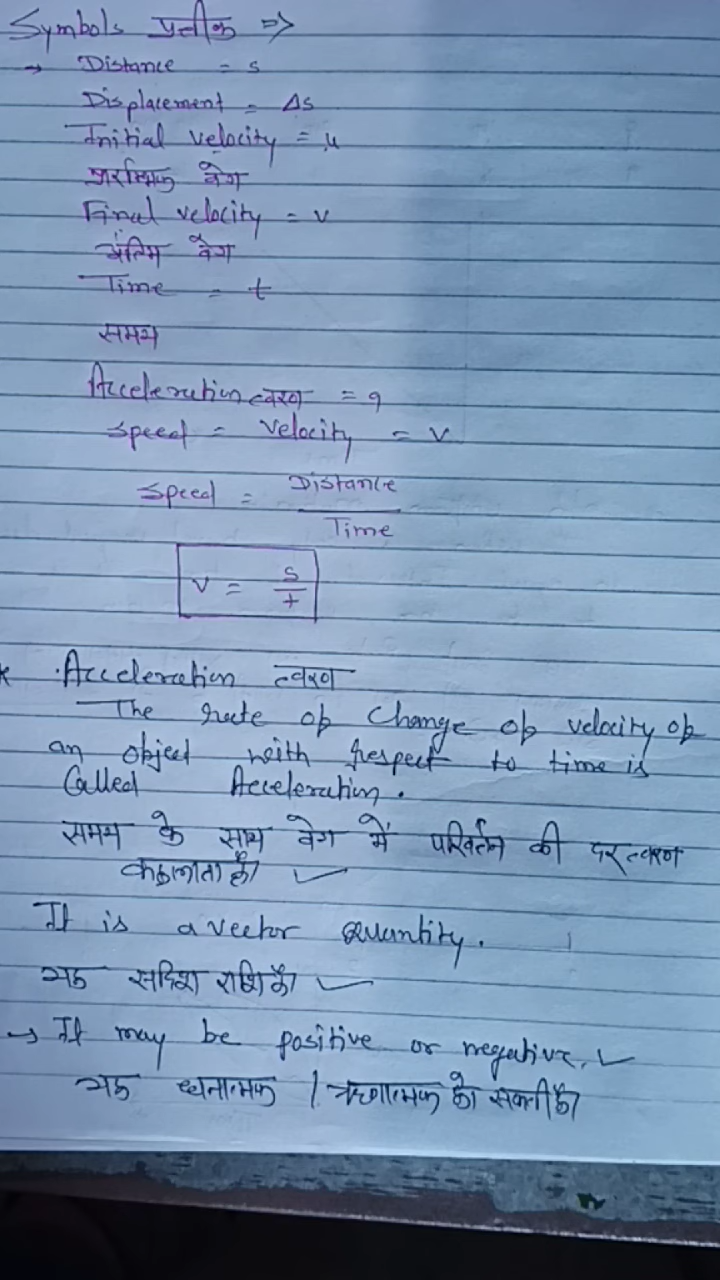 Symbols प्रतीक =>
→ Distance = s
Displacement = Δs
Initial velocity = u
प्रारम्भिक वेग
Final velocity = v
अंतिम वेग
Time = t
समय
Acceleration त्वरण = a
speed = velocity = v
speed = Distance
Time
v = s
t
Acceleration त्वरण
The rate of change of velocity of
an object with respect to time is
Called Acceleration.
समय के साथ वेग में परिवर्तन की दर त्वरण
कहलाता है। ✓
It is a vector quantity.
यह सदिश राशि है। ✓
→ It may be positive or negative. ✓
यह धनात्मक / ऋणात्मक हो सकती है।